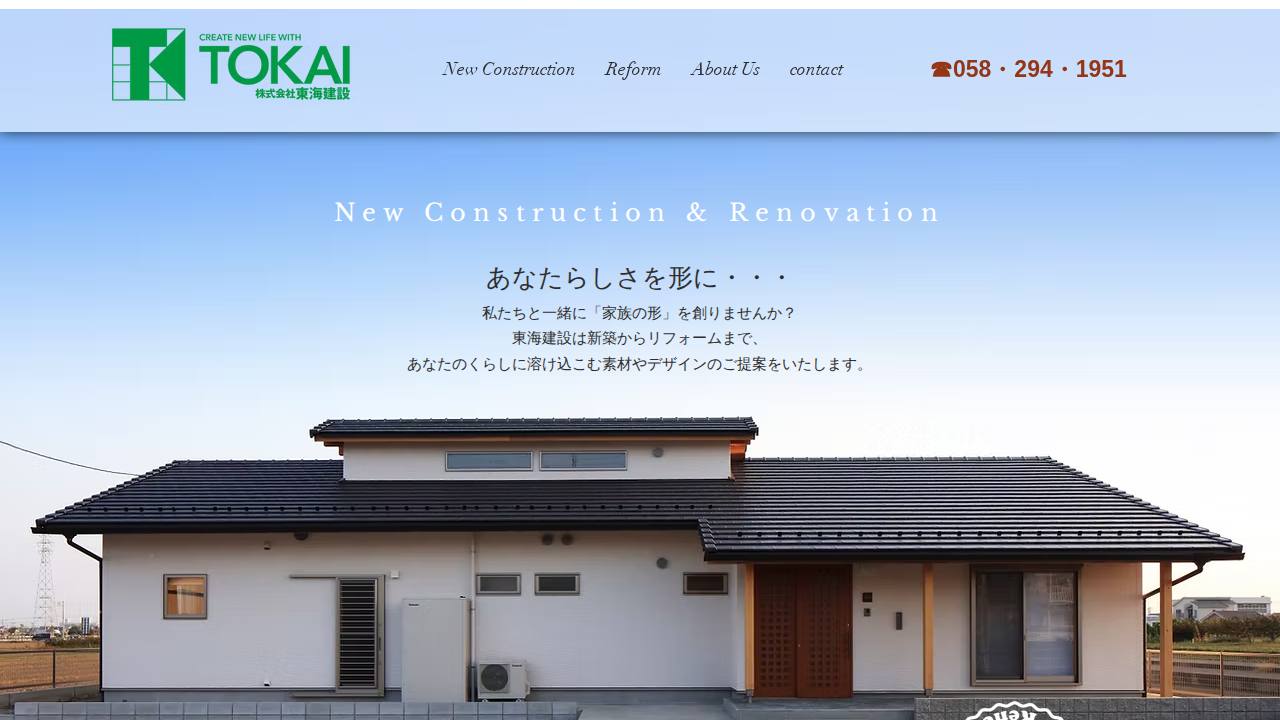 CREATE NEW LIFE WITH
TOKAI
株式会社東海建設
New Construction
Reform
About Us
contact
☎058・294・1951
New Construction & Renovation
あなたらしさを形に・・・
私たちと一緒に「家族の形」を創りませんか？
東海建設は新築からリフォームまで、
あなたのくらしに溶け込む素材やデザインのご提案をいたします。